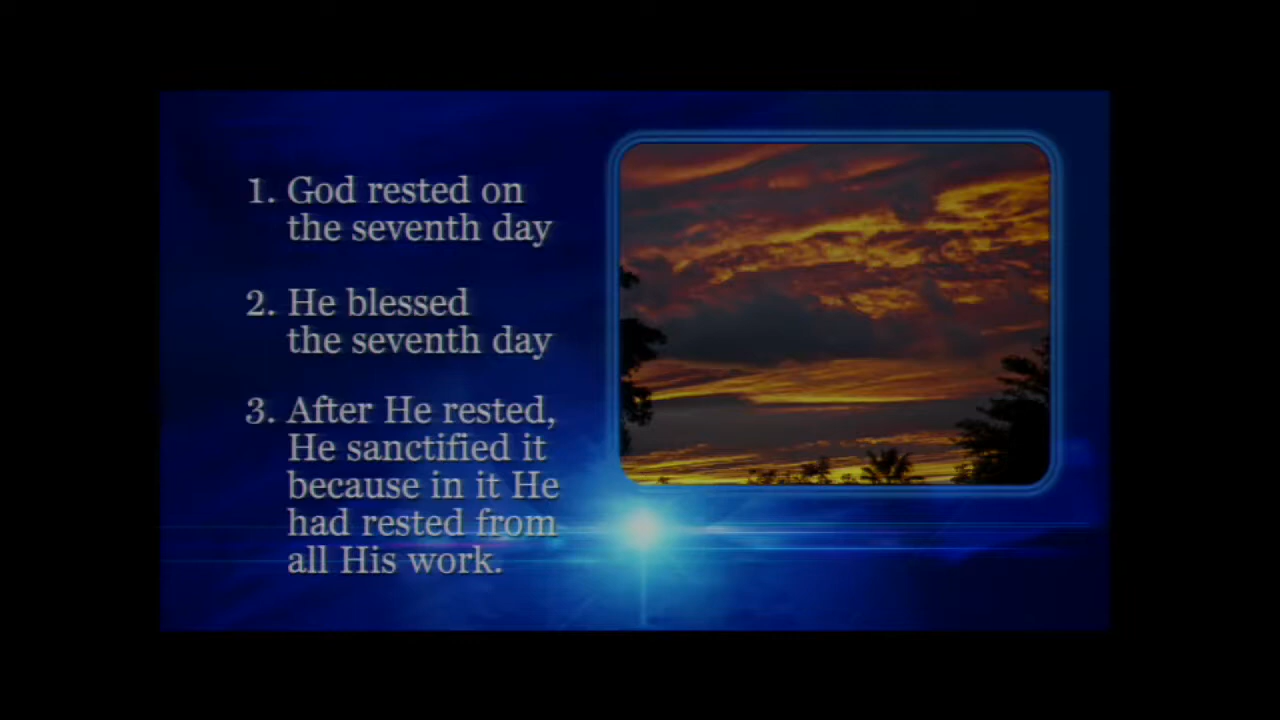 1. God rested on
the seventh day
2. He blessed
the seventh day
3. After He rested,
He sanctified it
because in it He
had rested from
all His work.